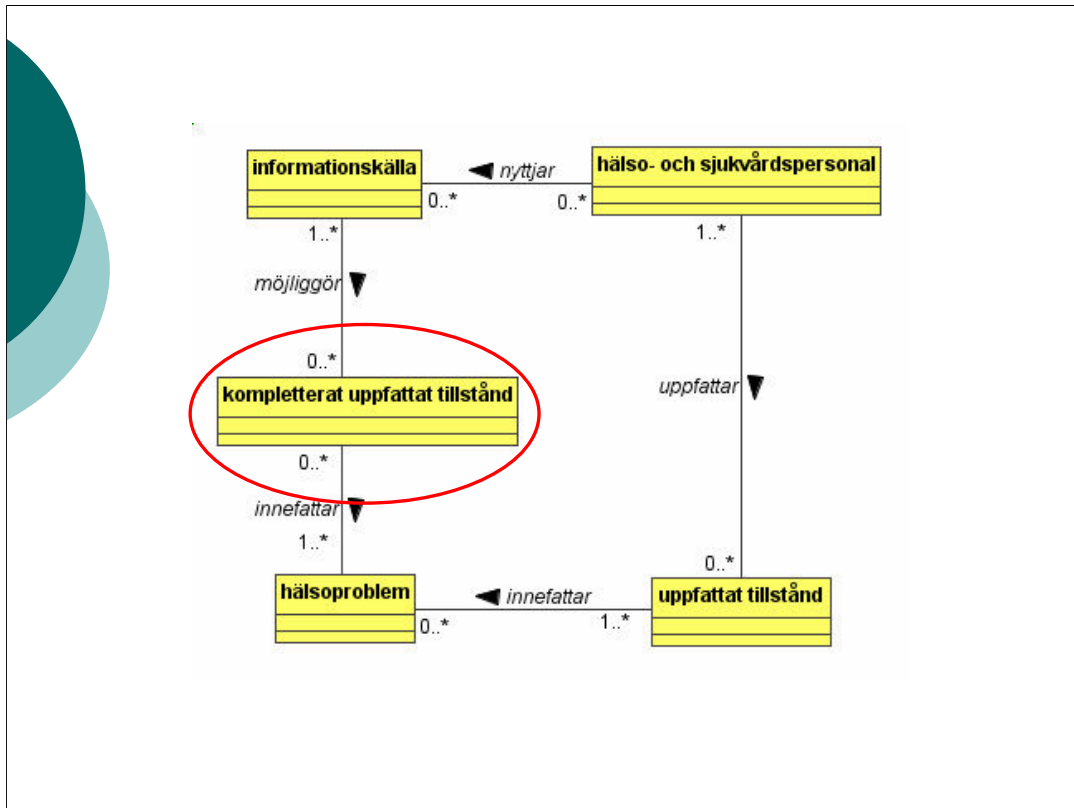 informationskälla
nyttjar
hälso- och sjukvårdspersonal
0..*
0..*
1..*
1..*
möjliggör
0..*
kompletterat uppfattat tillstånd
uppfattar
0..*
innefattar
1..*
0..*
hälsoproblem
innefattar
uppfattat tillstånd
0..*
1..*